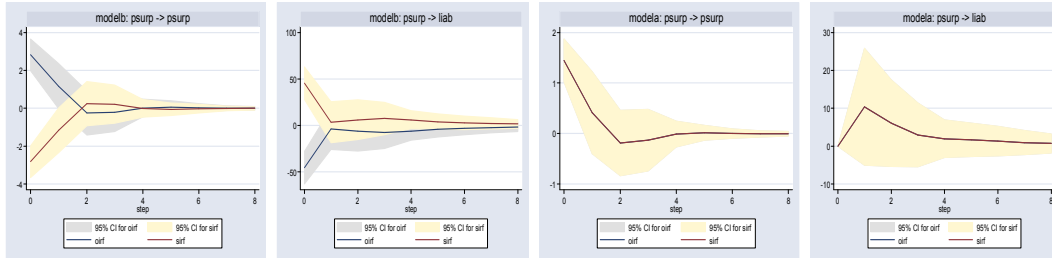 modelb: psurp -> psurp
4
2
0
-2
-4
0 2 4 6 8
step
95% CI for oirf 95% CI for sirf
oirf sirf
modelb: psurp -> liab
100
50
0
-50
0 2 4 6 8
step
95% CI for oirf 95% CI for sirf
oirf sirf
modela: psurp -> psurp
2
1
0
-1
0 2 4 6 8
step
95% CI for oirf 95% CI for sirf
oirf sirf
modela: psurp -> liab
30
20
10
0
-10
0 2 4 6 8
step
95% CI for oirf 95% CI for sirf
oirf sirf